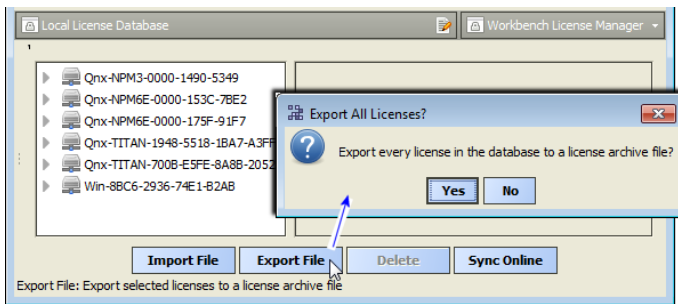 Local License Database
Workbench License Manager
Qnx-NPM3-0000-1490-5349
Qnx-NPM6E-0000-153C-7BE2
Qnx-NPM6E-0000-175F-91F7
Qnx-TITAN-1948-5518-1BA7-A3FF
Qnx-TITAN-700B-E5FE-8A8B-2052
Win-8BC6-2936-74E1-B2AB
Export All Licenses?
Export every license in the database to a license archive file?
Yes No
Import File Export File Delete Sync Online
Export File: Export selected licenses to a license archive file